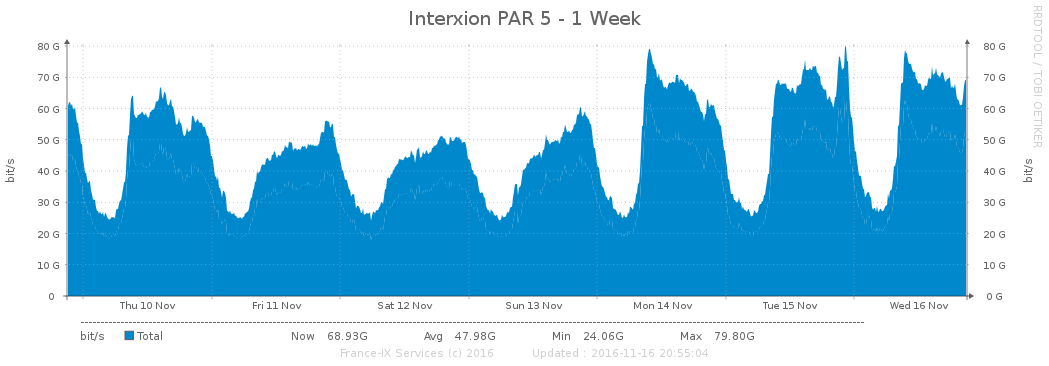 Interxion PAR 5 - 1 Week
RRDTOOL / TOBI OETIKER
80 G 80 G
70 G 70 G
60 G 60 G
50 G 50 G
40 G 40 G
30 G 30 G
20 G 20 G
10 G 10 G
0 0 G
bit/s
bit/s
Thu 10 Nov Fri 11 Nov Sat 12 Nov Sun 13 Nov Mon 14 Nov Tue 15 Nov Wed 16 Nov
bit/s Total Now 68.93G Avg 47.98G Min 24.06G Max 79.80G
France-IX Services (c) 2016 Updated : 2016-11-16 20:55:04